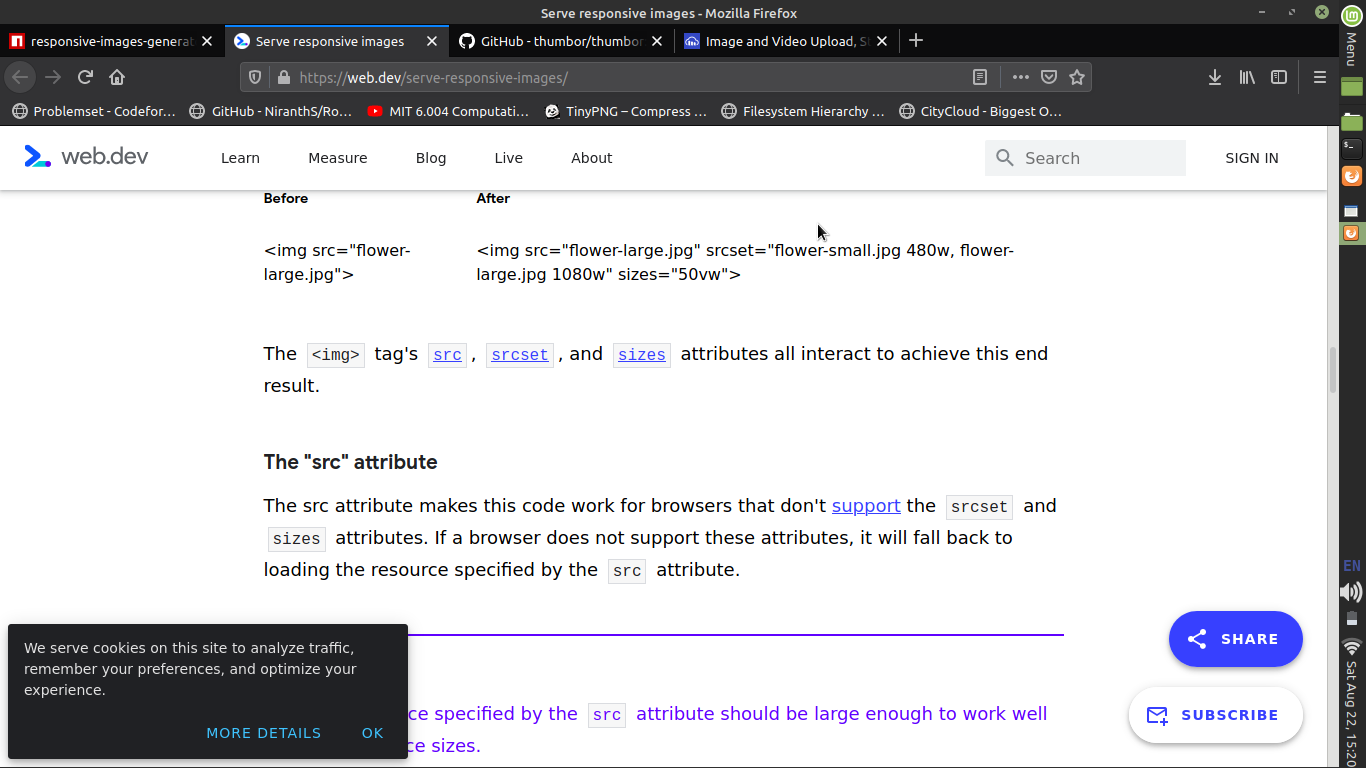 Serve responsive images - Mozilla Firefox
responsive-images-generat
Serve responsive images
GitHub - thumbor/thumbor
Image and Video Upload, S
https://web.dev/serve-responsive-images/
Problemset - Codefor…
GitHub - NiranthS/Ro…
MIT 6.004 Computati…
TinyPNG – Compress …
Filesystem Hierarchy …
CityCloud - Biggest O…
web.dev
Learn
Measure
Blog
Live
About
Search
SIGN IN
Before
After
<img src="flower-
large.jpg">
<img src="flower-large.jpg" srcset="flower-small.jpg 480w, flower-
large.jpg 1080w" sizes="50vw">
The <img> tag's src , srcset , and sizes attributes all interact to achieve this end
result.
The "src" attribute
The src attribute makes this code work for browsers that don't support the srcset and
sizes attributes. If a browser does not support these attributes, it will fall back to
loading the resource specified by the src attribute.
We serve cookies on this site to analyze traffic,
remember your preferences, and optimize your
experience.
MORE DETAILS
OK
ce specified by the src attribute should be large enough to work well
ce sizes.
SHARE
SUBSCRIBE
Menu
EN
Sat Aug 22, 15:20